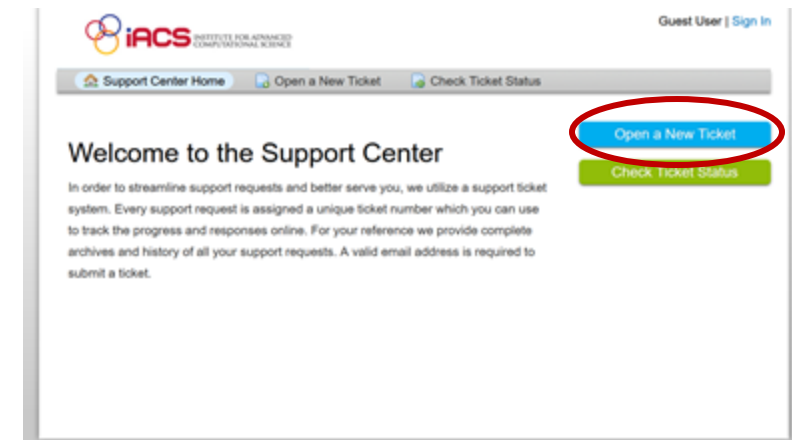 iACS INSTITUTE FOR ADVANCED
COMPUTATIONAL SCIENCE
Guest User | Sign In
Support Center Home Open a New Ticket Check Ticket Status
Open a New Ticket
Check Ticket Status
Welcome to the Support Center
In order to streamline support requests and better serve you, we utilize a support ticket
system. Every support request is assigned a unique ticket number which you can use
to track the progress and responses online. For your reference we provide complete
archives and history of all your support requests. A valid email address is required to
submit a ticket.